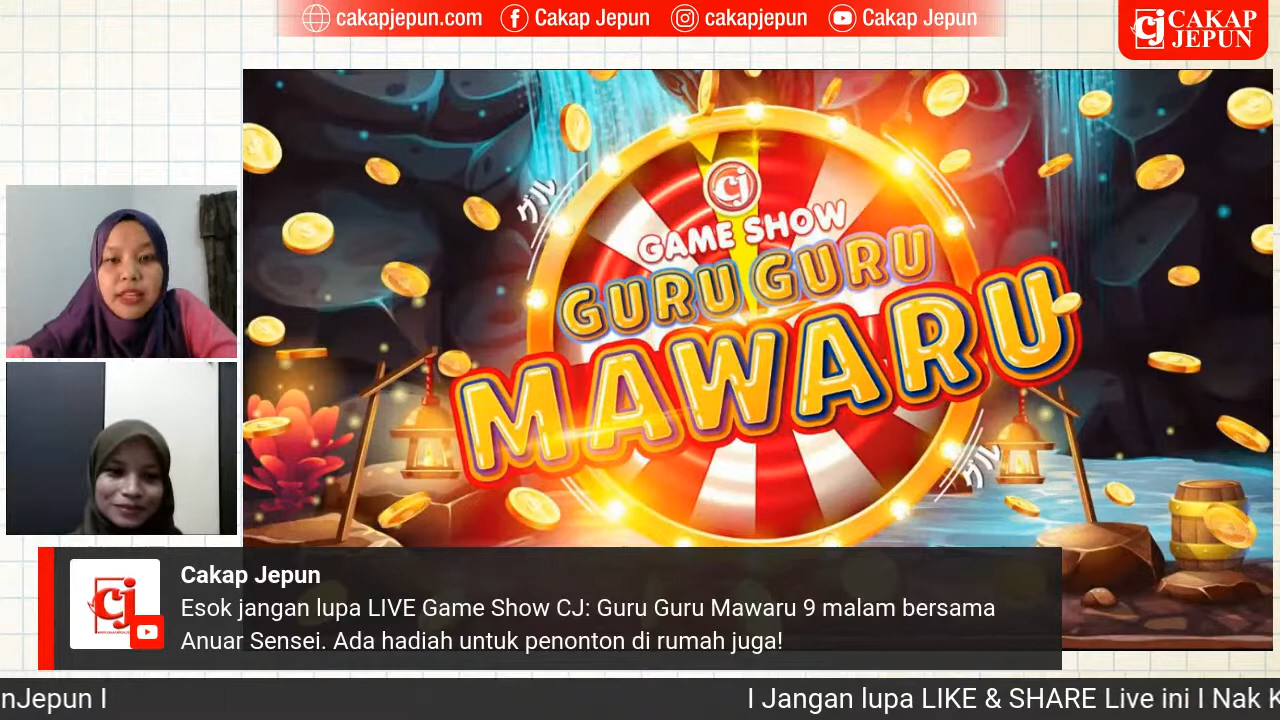 cakapjepun.com Cakap Jepun cakapjepun Cakap Jepun
cj CAKAP
JEPUN
グル
cj
GAME SHOW
GURU GURU
MAWARU
グル
cj
Cakap Jepun
Esok jangan lupa LIVE Game Show CJ: Guru Guru Mawaru 9 malam bersama
Anuar Sensei. Ada hadiah untuk penonton di rumah juga!
nJepun I I Jangan lupa LIKE & SHARE Live ini I Nak K